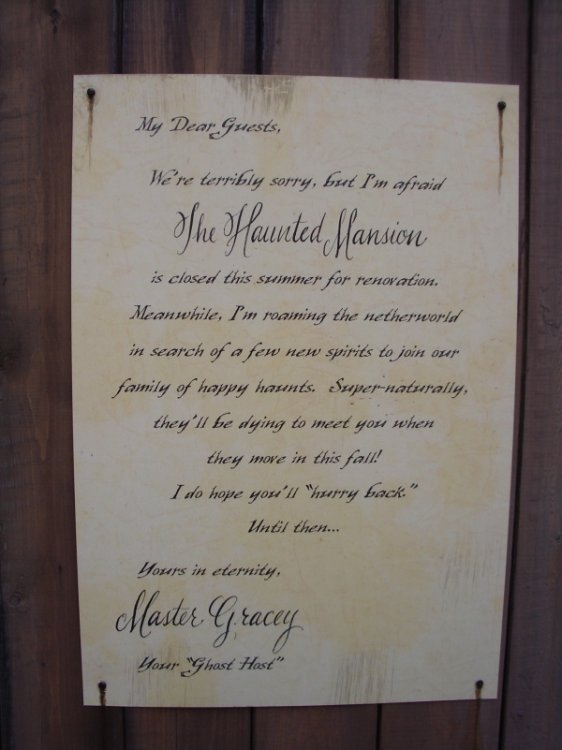 My Dear Guests,
We're terribly sorry, but I'm afraid
The Haunted Mansion
is closed this summer for renovation.
Meanwhile, I'm roaming the netherworld
in search of a few new spirits to join our
family of happy haunts. Super-naturally,
they'll be dying to meet you when
they move in this fall!
I do hope you'll "hurry back."
Until then...
Yours in eternity,
Master Gracey
Your "Ghost Host"